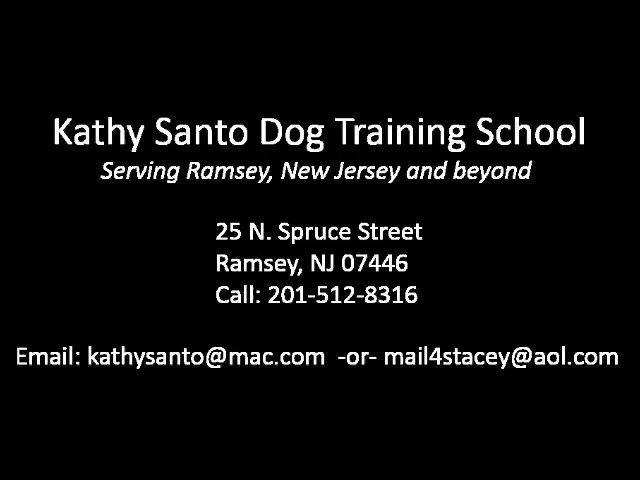 Kathy Santo Dog Training School
Serving Ramsey, New Jersey and beyond
25 N. Spruce Street
Ramsey, NJ 07446
Call: 201-512-8316
Email: kathysanto@mac.com -or- mail4stacey@aol.com